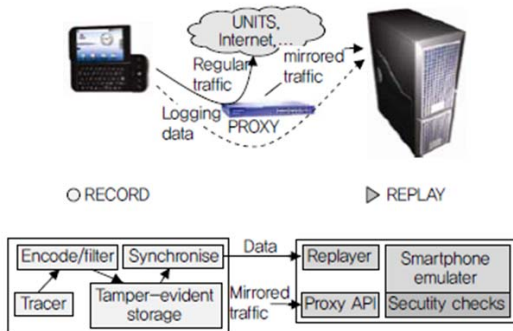 UNITS,
Internet,...
Regular
traffic
mirrored
traffic
Logging
data
PROXY
RECORD
REPLAY
Encode/filter
Synchronise
Tracer
Tamper-evident
storage
Data
Mirrored
traffic
Replayer
Proxy API
Smartphone
emulater
Secutity checks